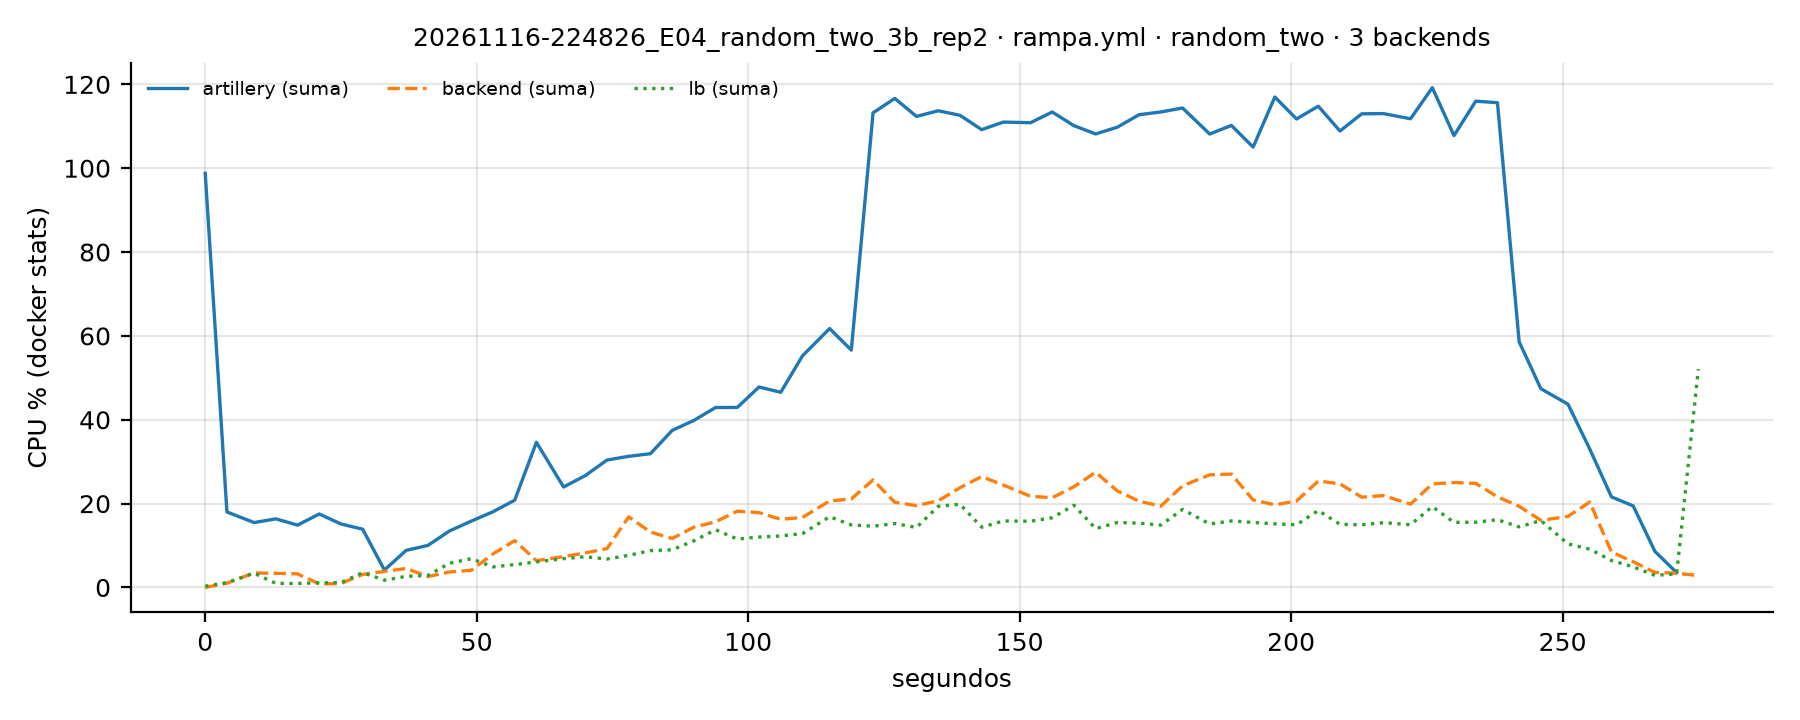 20261116-224826_E04_random_two_3b_rep2 · rampa.yml · random_two · 3 backends
artillery (suma) backend (suma) lb (suma)
CPU % (docker stats)
120
100
80
60
40
20
0
0 50 100 150 200 250
segundos